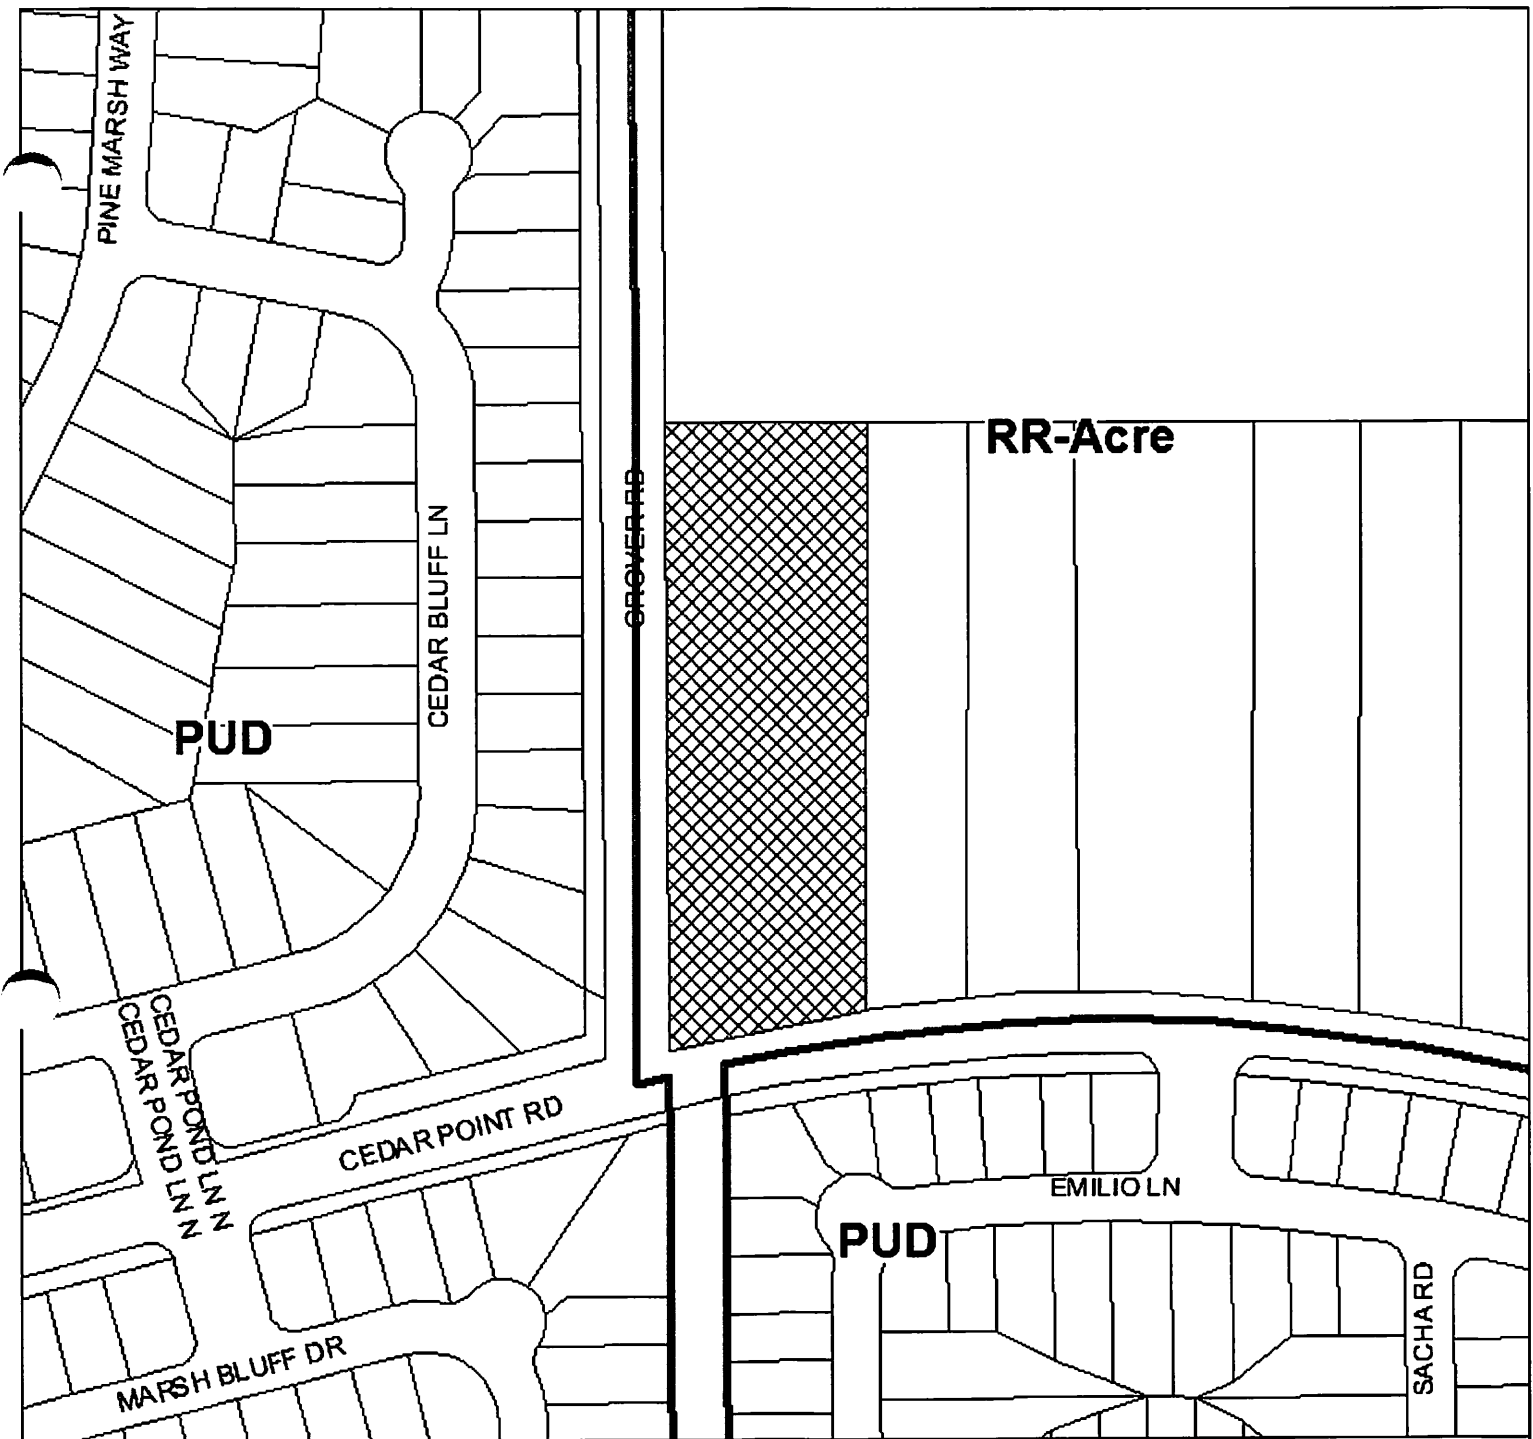 PINE MARSH WAY
RR-Acre
GROVER RD
CEDAR BLUFF LN
PUD
CEDAR POND LN N
CEDAR POND LN N
CEDAR POINT RD
EMILIO LN
PUD
SACHA RD
MARSH BLUFF DR